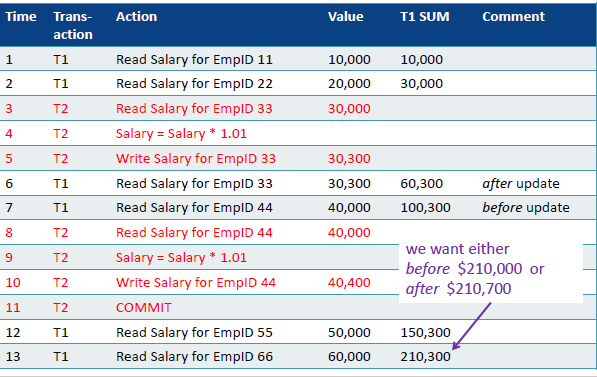 Time Trans-action Action Value T1 SUM Comment
1 T1 Read Salary for EmpID 11 10,000 10,000
2 T1 Read Salary for EmpID 22 20,000 30,000
3 T2 Read Salary for EmpID 33 30,000
4 T2 Salary = Salary * 1.01
5 T2 Write Salary for EmpID 33 30,300
6 T1 Read Salary for EmpID 33 30,300 60,300 after update
7 T1 Read Salary for EmpID 44 40,000 100,300 before update
8 T2 Read Salary for EmpID 44 40,000
9 T2 Salary = Salary * 1.01
10 T2 Write Salary for EmpID 44 40,400
11 T2 COMMIT
12 T1 Read Salary for EmpID 55 50,000 150,300
13 T1 Read Salary for EmpID 66 60,000 210,300
we want either
before $210,000 or
after $210,700